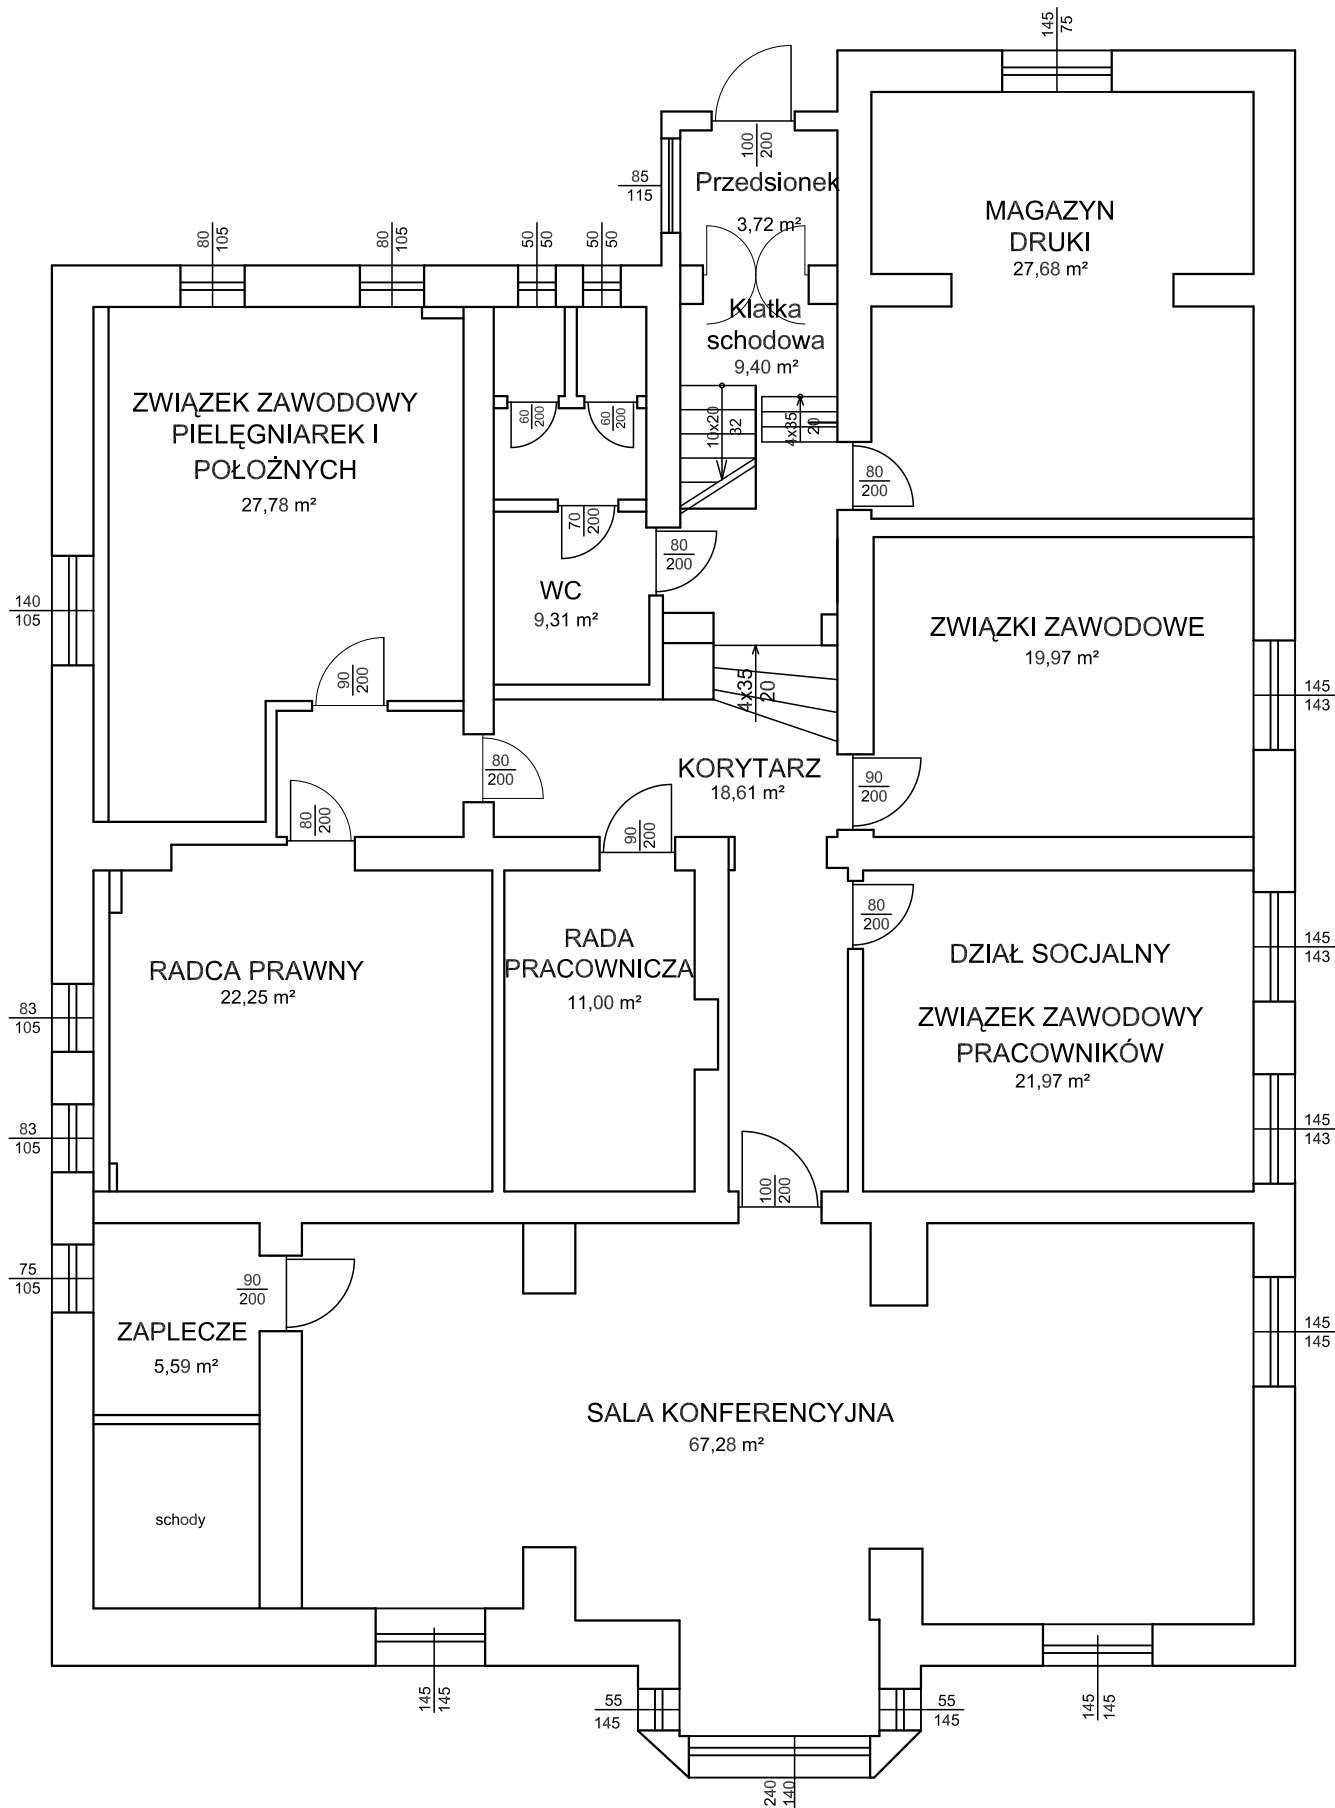 145
75
100
200
85
115
Przedsionek
3,72 m²
MAGAZYN
DRUKI
27,68 m²
80
105
80
105
50
50
50
50
Klatka
schodowa
9,40 m²
ZWIĄZEK ZAWODOWY
PIELĘGNIAREK I
POŁOŻNYCH
27,78 m²
60
200
60
200
10x20
32
4x35
20
80
200
70
200
80
200
WC
9,31 m²
140
105
ZWIĄZKI ZAWODOWE
19,97 m²
90
200
4x35
20
145
143
80
200
KORYTARZ
18,61 m²
90
200
80
200
90
200
80
200
RADA
PRACOWNICZA
11,00 m²
RADCA PRAWNY
22,25 m²
DZIAŁ SOCJALNY
145
143
ZWIĄZEK ZAWODOWY
PRACOWNIKÓW
21,97 m²
83
105
83
105
145
143
100
200
75
105
90
200
ZAPLECZE
5,59 m²
145
145
SALA KONFERENCYJNA
67,28 m²
schody
145
145
55
145
55
145
145
145
240
140